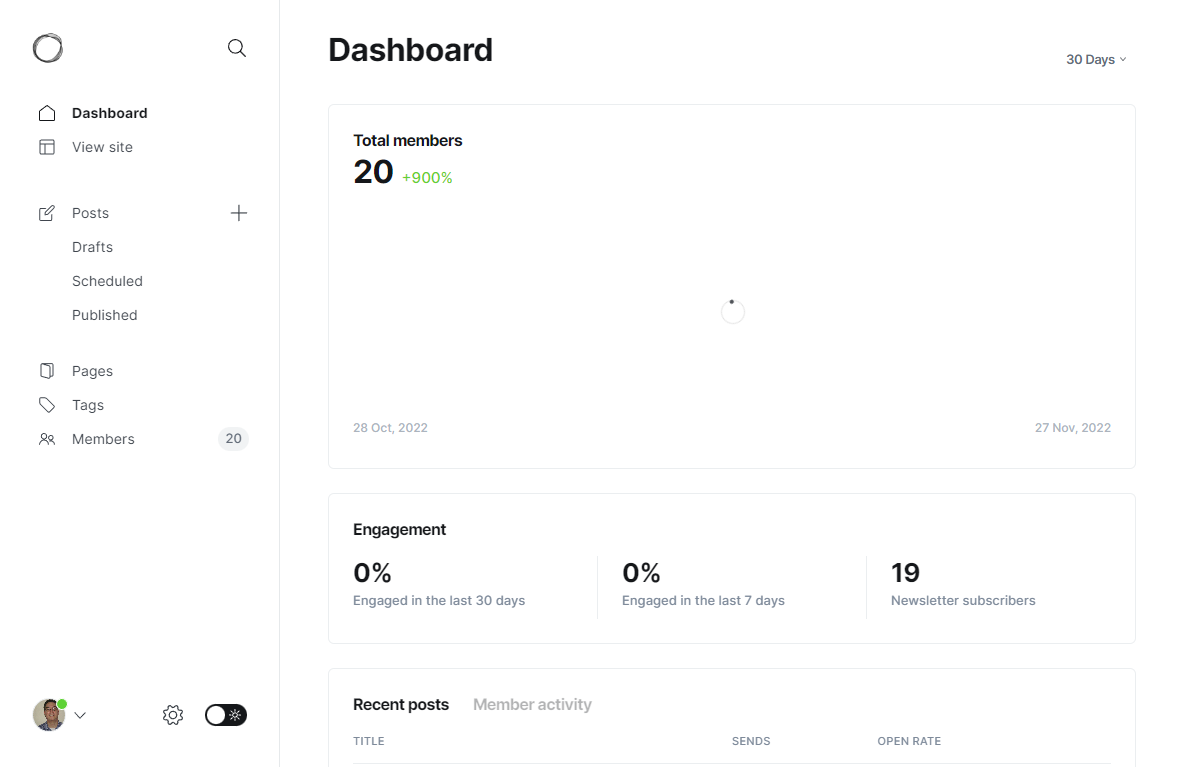 Dashboard
30 Days
Dashboard
View site
Posts
Drafts
Scheduled
Published
Pages
Tags
Members 20
Total members
20 +900%
28 Oct, 2022 27 Nov, 2022
Engagement
0% 0% 19
Engaged in the last 30 days Engaged in the last 7 days Newsletter subscribers
Recent posts Member activity
TITLE SENDS OPEN RATE